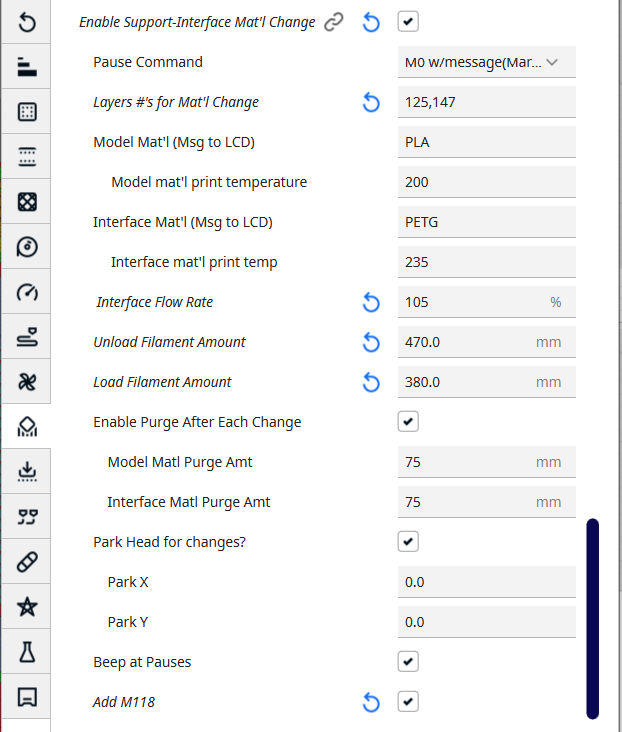 Enable Support-Interface Mat'l Change
Pause Command M0 w/message(Mar...
Layers #'s for Mat'l Change 125,147
Model Mat'l (Msg to LCD) PLA
Model mat'l print temperature 200
Interface Mat'l (Msg to LCD) PETG
Interface mat'l print temp 235
Interface Flow Rate 105 %
Unload Filament Amount 470.0 mm
Load Filament Amount 380.0 mm
Enable Purge After Each Change
Model Matl Purge Amt 75 mm
Interface Matl Purge Amt 75 mm
Park Head for changes?
Park X 0.0
Park Y 0.0
Beep at Pauses
Add M118